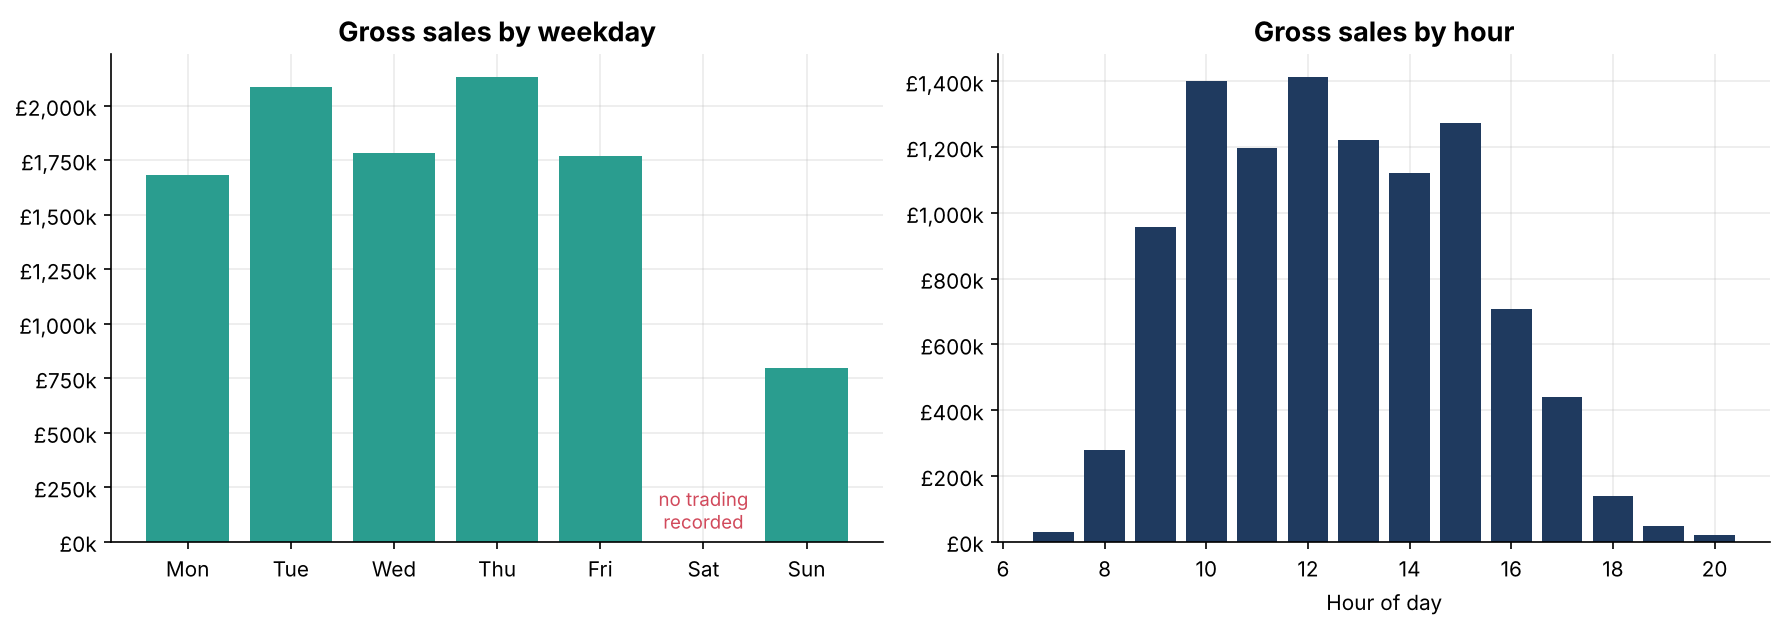 Gross sales by weekday
£2,000k
£1,750k
£1,500k
£1,250k
£1,000k
£750k
£500k
£250k
£0k
no trading
recorded
Mon Tue Wed Thu Fri Sat Sun
Gross sales by hour
£1,400k
£1,200k
£1,000k
£800k
£600k
£400k
£200k
£0k
6 8 10 12 14 16 18 20
Hour of day